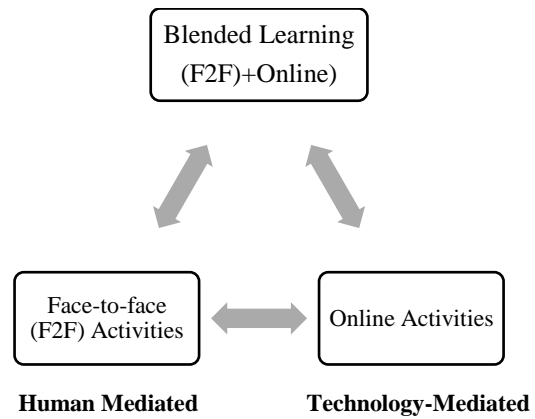 Blended Learning
(F2F)+Online)
Face-to-face
(F2F) Activities
Online Activities
Human Mediated
Technology-Mediated